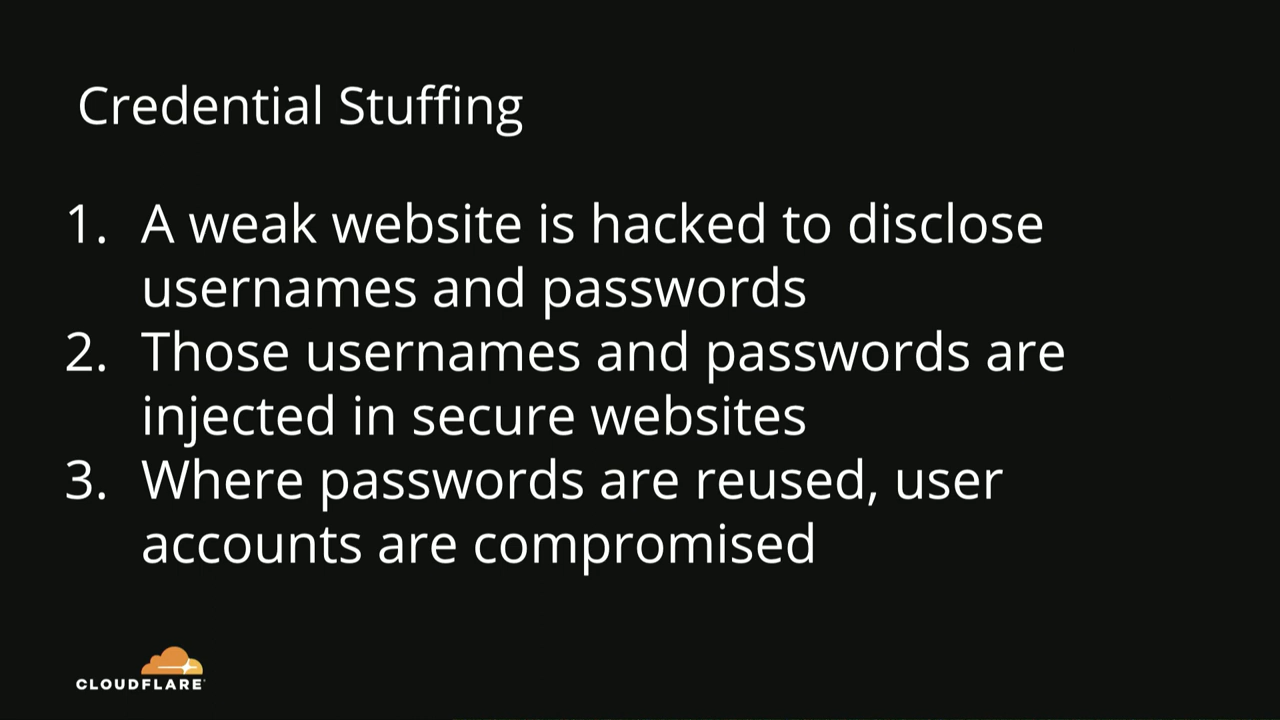 Credential Stuffing
1. A weak website is hacked to disclose
usernames and passwords
2. Those usernames and passwords are
injected in secure websites
3. Where passwords are reused, user
accounts are compromised
CLOUDFLARE